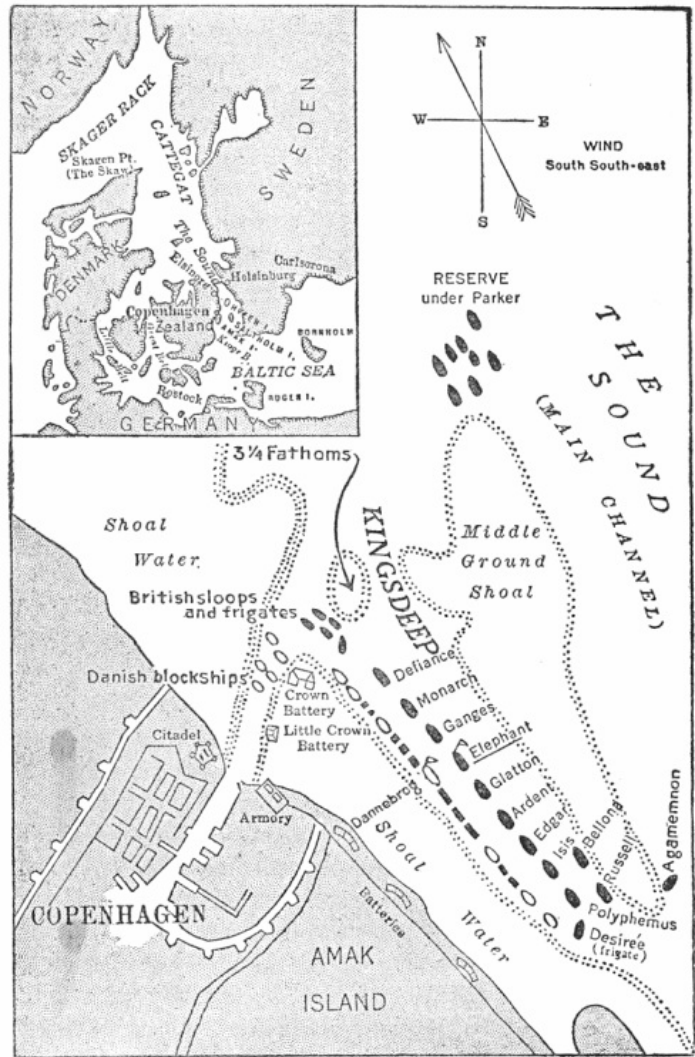 NORWAY
SKAGER RACK
Skagen Pt.
(The Skaw)
CATTEGAT
SWEDEN
The Sound
Elsinore
Helsinburg
Carlscrona
DENMARK
Copenhagen
Zealand
SALTHOLM I.
AMAK I.
BORNHOLM
BALTIC SEA
Rostock
RUGEN I.
GERMANY
N
W
E
S
WIND
South South-east
RESERVE
under Parker
THE
SOUND
(MAIN CHANNEL)
3¼ Fathoms
Shoal
Water
KINGSDEEP
Middle
Ground
Shoal
British sloops
and frigates
Danish blockships
Crown
Battery
Little Crown
Battery
Citadel
Armory
Defiance
Monarch
Ganges
Elephant
Glatton
Ardent
Edgar
Isis
Bellona
Russell
Agamemnon
Polyphemus
Desireé
(frigate)
Dannebrog
Shoal
Water
Batteries
COPENHAGEN
AMAK
ISLAND